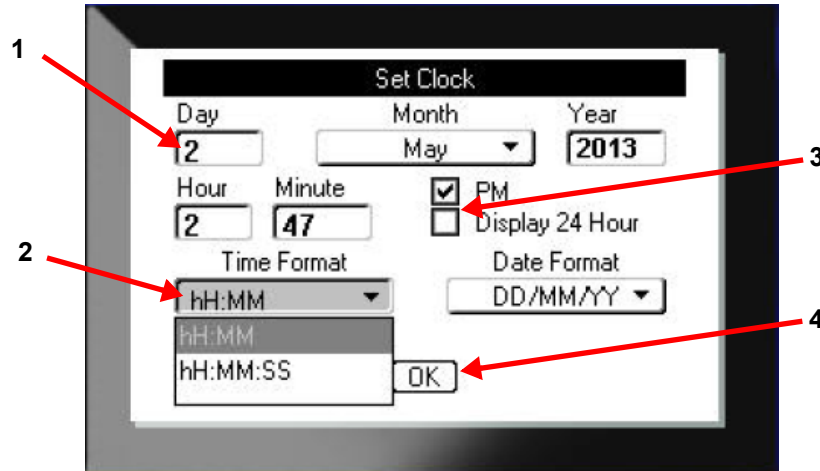 1
Set Clock
Day Month Year
2 May 2013
3
Hour Minute PM
2 47 Display 24 Hour
2 Time Format Date Format
hH:MM DD/MM/YY
hH:MM
4
hH:MM:SS OK